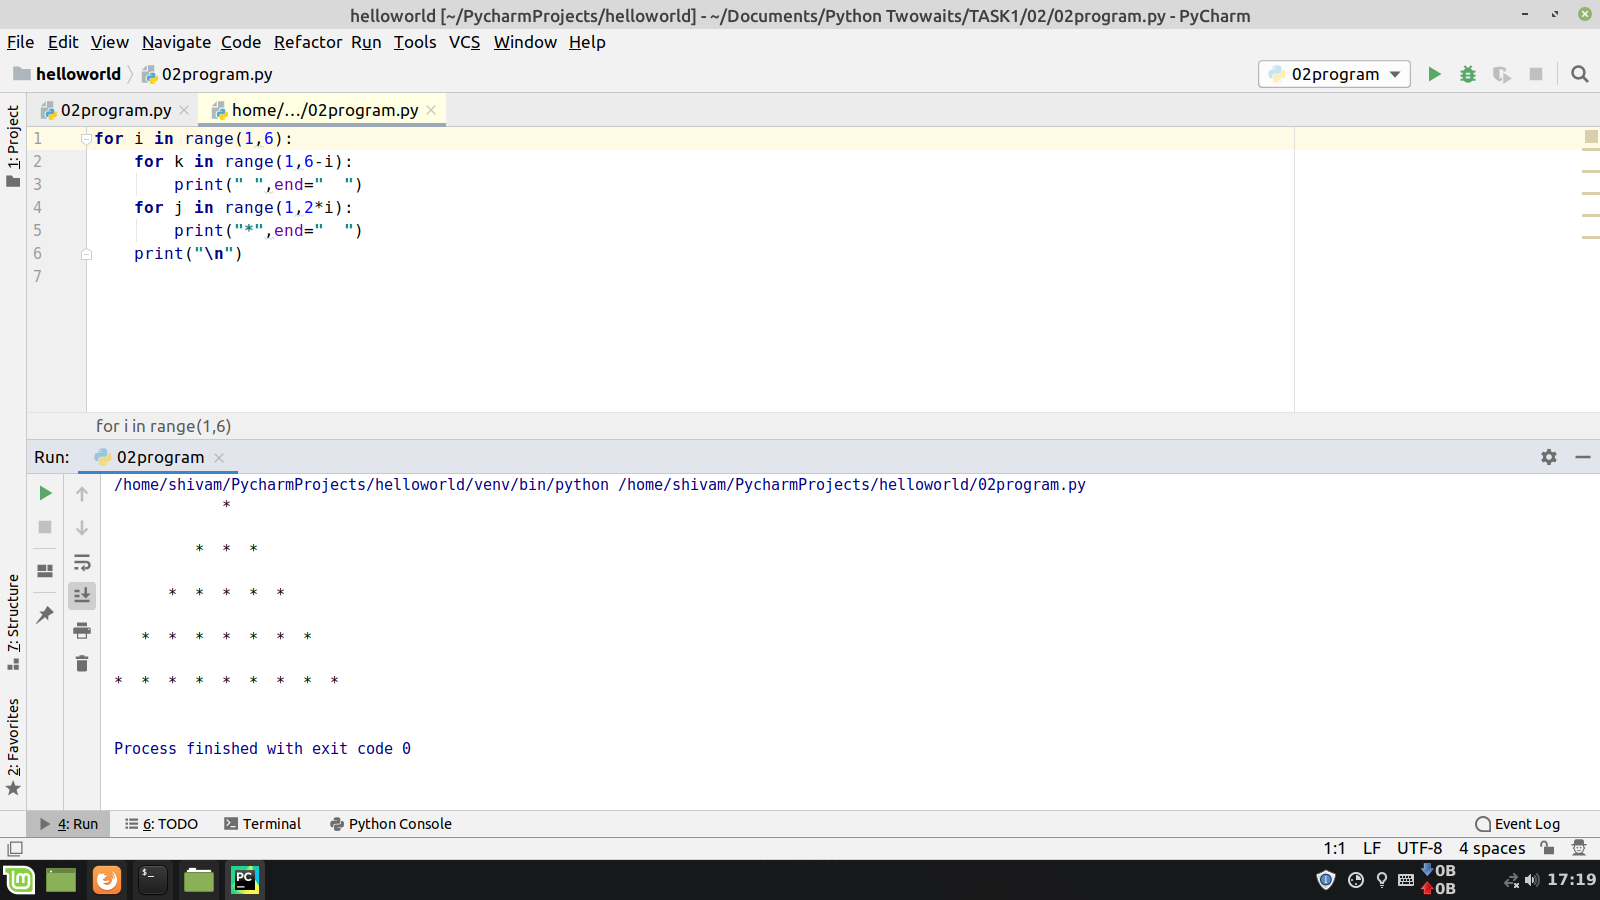 helloworld [~/PycharmProjects/helloworld] - ~/Documents/Python Twowaits/TASK1/02/02program.py - PyCharm
File Edit View Navigate Code Refactor Run Tools VCS Window Help
helloworld 02program.py 02program
02program.py home/.../02program.py
1: Project
1 for i in range(1,6):
2     for k in range(1,6-i):
3         print(" ",end="  ")
4     for j in range(1,2*i):
5         print("*",end="  ")
6     print("\n")
7
for i in range(1,6)
Run: 02program
/home/shivam/PycharmProjects/helloworld/venv/bin/python /home/shivam/PycharmProjects/helloworld/02program.py
            *
         *  *  *
      *  *  *  *  *
   *  *  *  *  *  *  *
*  *  *  *  *  *  *  *  *
Process finished with exit code 0
7: Structure
2: Favorites
4: Run 6: TODO Terminal Python Console Event Log
1:1 LF UTF-8 4 spaces
$_ PC 0B 0B 17:19